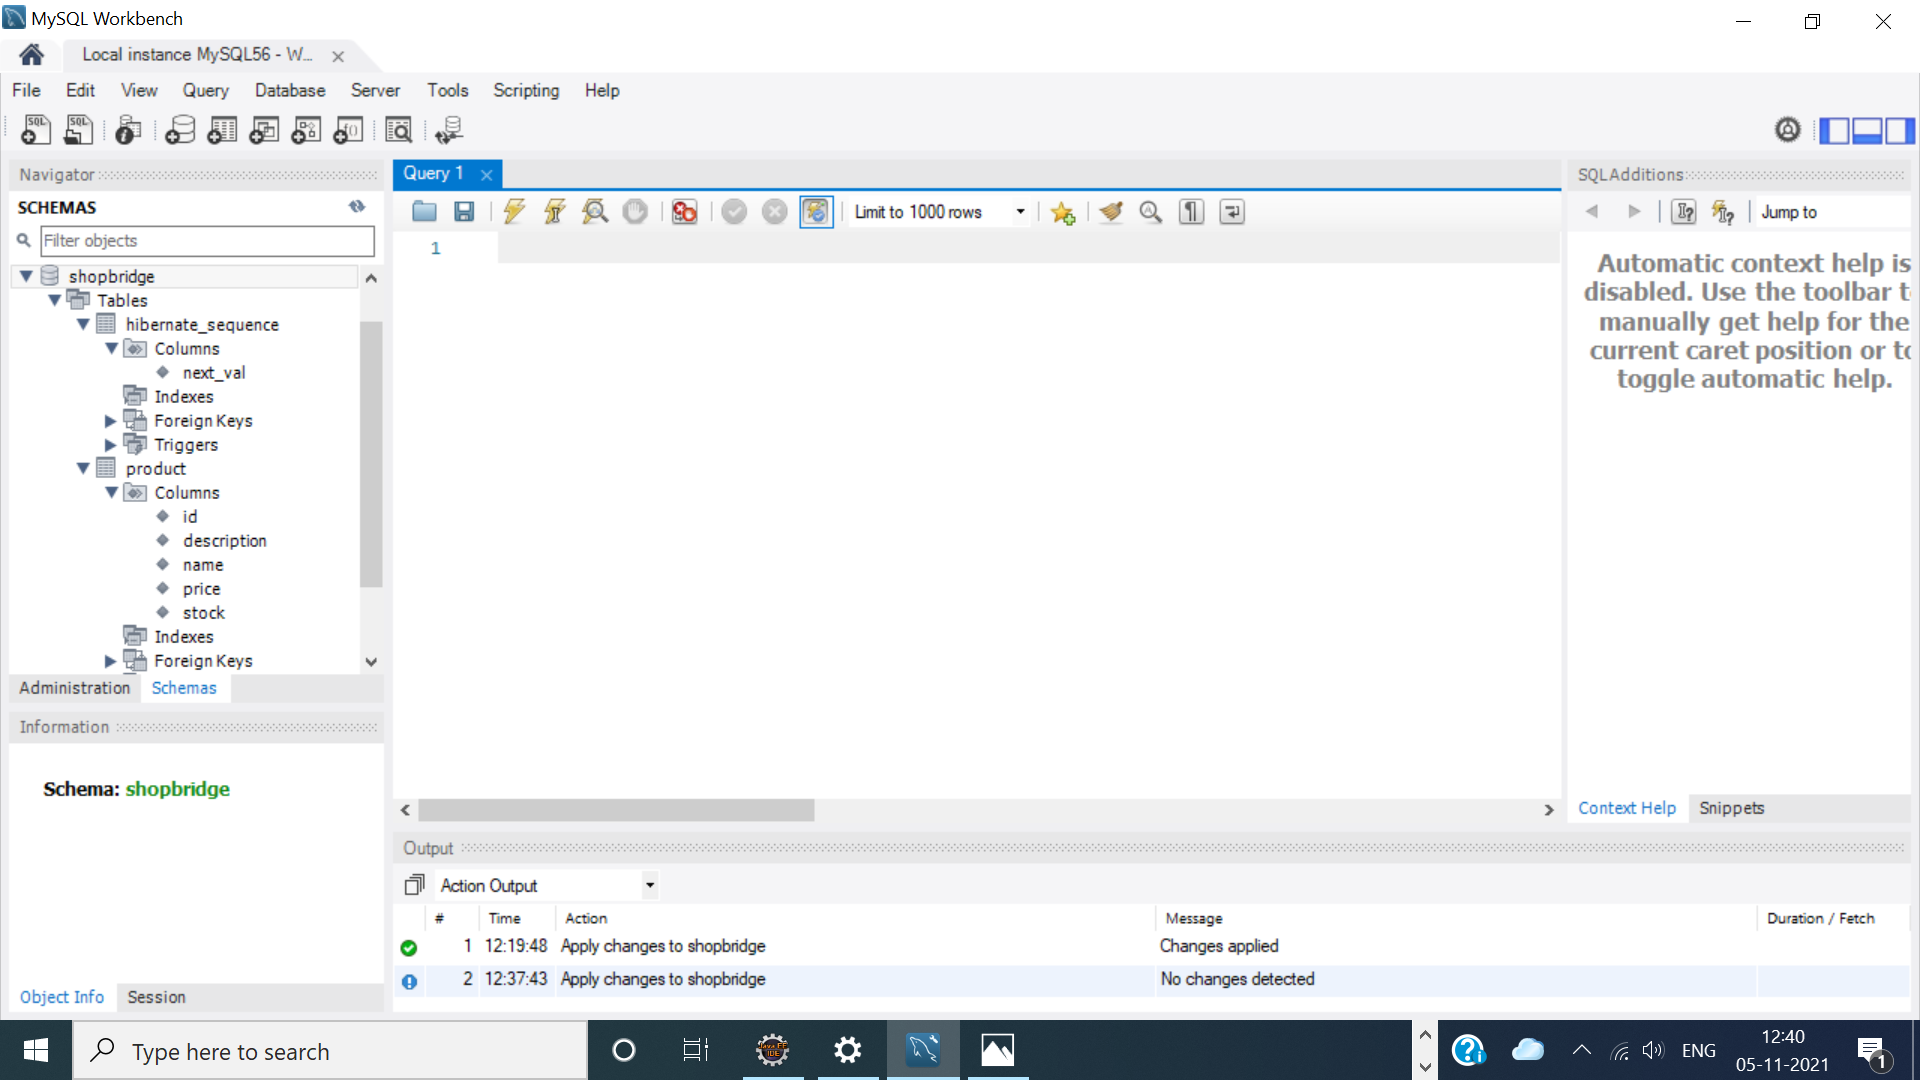 MySQL Workbench
Local instance MySQL56 - W...
File Edit View Query Database Server Tools Scripting Help
Navigator
SCHEMAS
Filter objects
shopbridge
Tables
hibernate_sequence
Columns
next_val
Indexes
Foreign Keys
Triggers
product
Columns
id
description
name
price
stock
Indexes
Foreign Keys
Administration Schemas
Information
Schema: shopbridge
Object Info Session
Query 1
Limit to 1000 rows
1
SQLAdditions
Jump to
Automatic context help is
disabled. Use the toolbar t
manually get help for the
current caret position or to
toggle automatic help.
Context Help Snippets
Output
Action Output
# Time Action Message Duration / Fetch
1 12:19:48 Apply changes to shopbridge Changes applied
2 12:37:43 Apply changes to shopbridge No changes detected
Type here to search
Java EE
IDE
ENG
12:40
05-11-2021
1